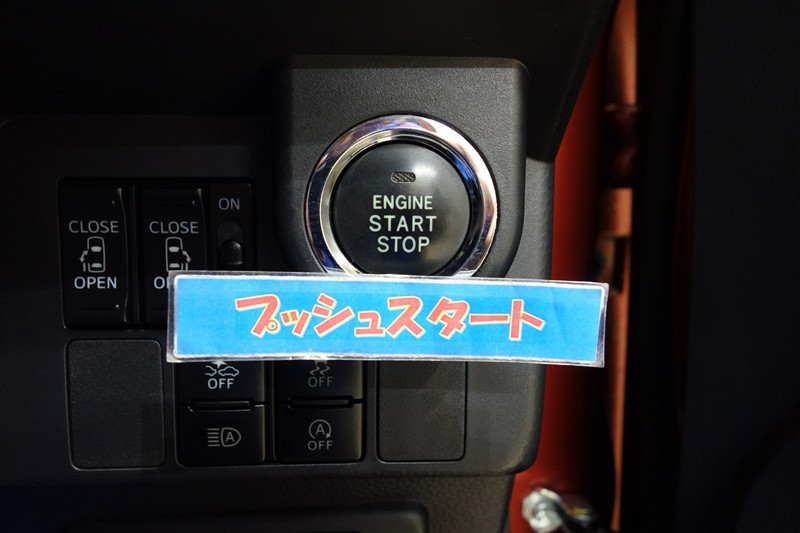 ENGINE
START
STOP
ON
CLOSE
OPEN
CLOSE
プッシュスタート
OFF
OFF
A
A
OFF